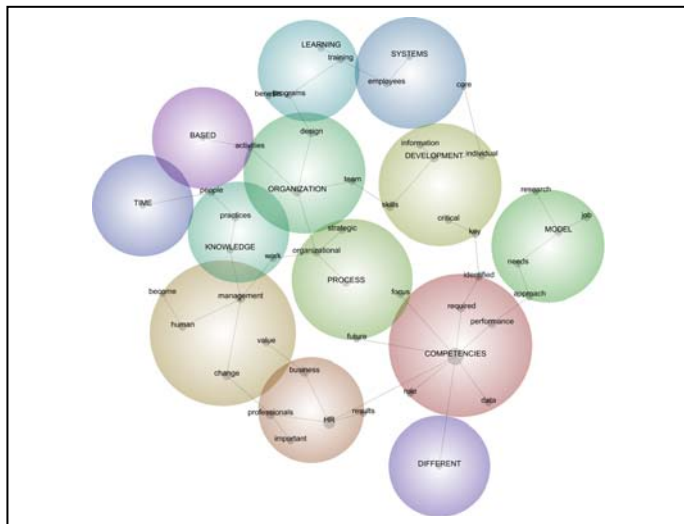 LEARNING
SYSTEMS
training
employees
core
benefits
programs
BASED
activities
design
information
DEVELOPMENT
individual
people
TIME
ORGANIZATION
team
skills
research
practices
strategic
critical
key
job
MODEL
KNOWLEDGE
work
organizational
needs
identified
management
PROCESS
become
focus
approach
human
required
performance
value
future
COMPETENCIES
change
business
role
data
professionals
HR
results
important
DIFFERENT